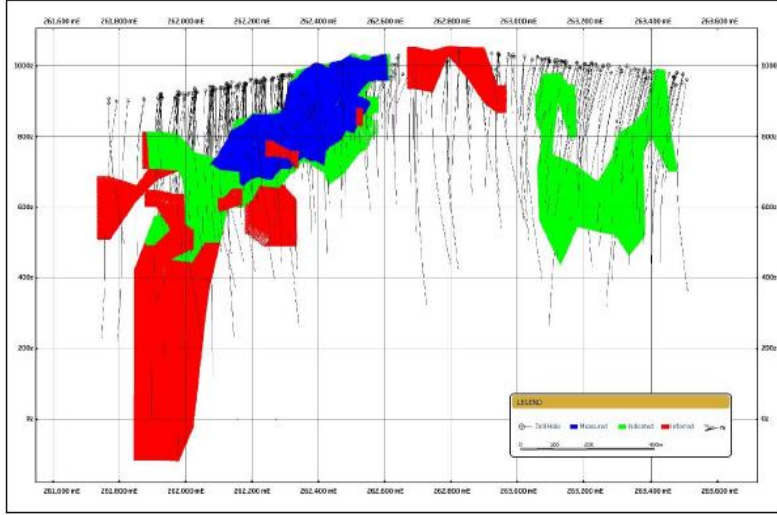 261,600 mE 261,800 mE 262,000 mE 262,200 mE 262,400 mE 262,600 mE 262,800 mE 263,000 mE 263,200 mE 263,400 mE 263,600 mE
1000z 1000z
800z 800z
600z 600z
400z 400z
200z 200z
0z 0z
LEGEND
Drill Hole Measured Indicated Inferred
0 100 200 400m
261,600 mE 261,800 mE 262,000 mE 262,200 mE 262,400 mE 262,600 mE 262,800 mE 263,000 mE 263,200 mE 263,400 mE 263,600 mE